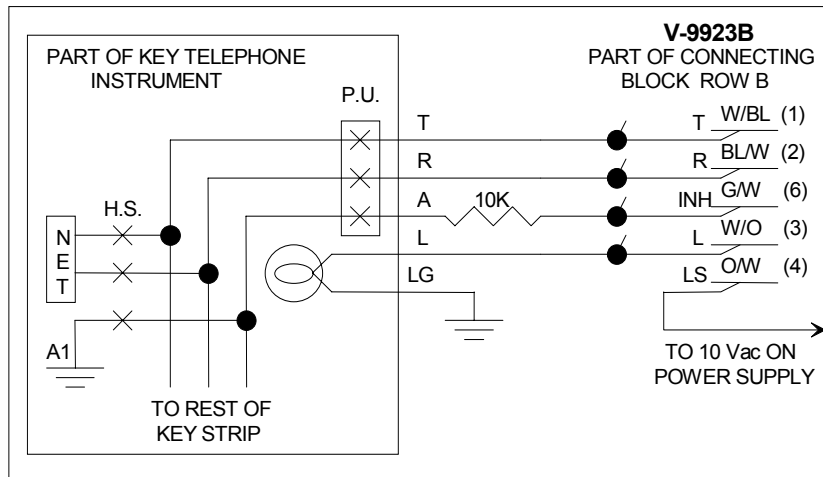 V-9923B
PART OF CONNECTING
BLOCK ROW B
PART OF KEY TELEPHONE
INSTRUMENT
P.U.
H.S.
N
E
T
A1
TO REST OF
KEY STRIP
T
R
A
10K
L
LG
T W/BL (1)
R BL/W (2)
INH G/W (6)
L W/O (3)
LS O/W (4)
TO 10 Vac ON
POWER SUPPLY